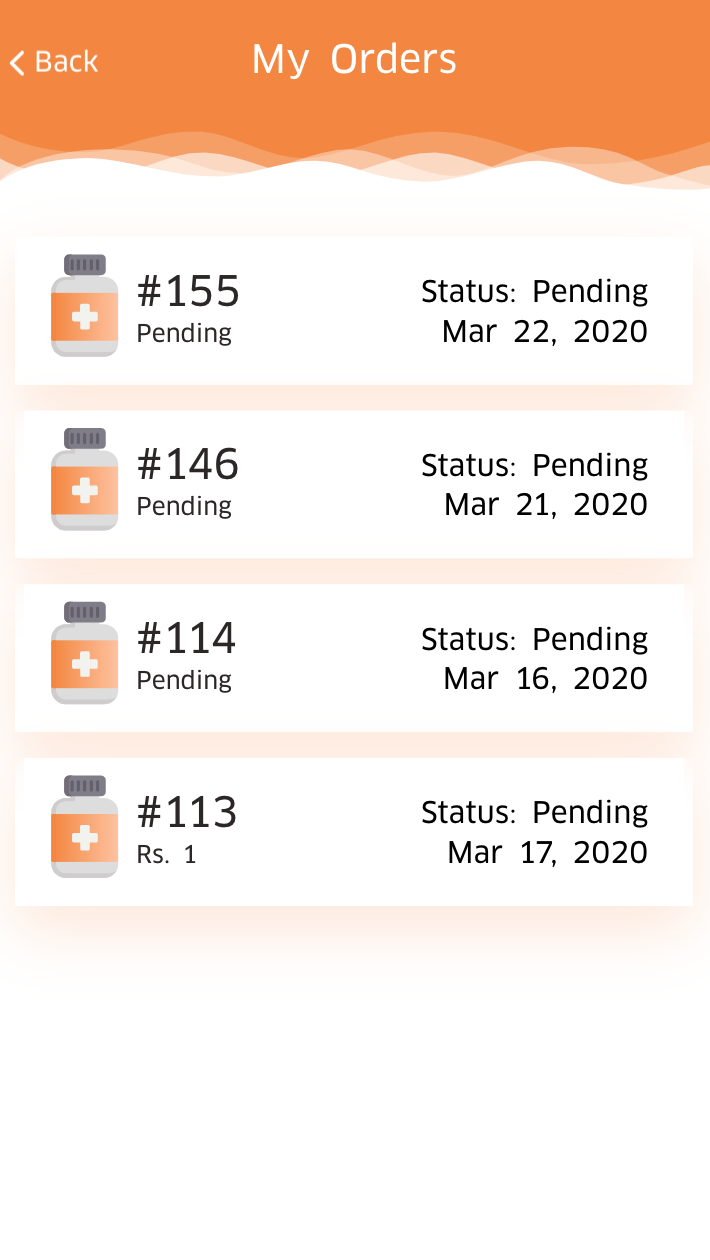 Back
My Orders
#155
Pending
Status: Pending
Mar 22, 2020
#146
Pending
Status: Pending
Mar 21, 2020
#114
Pending
Status: Pending
Mar 16, 2020
#113
Rs. 1
Status: Pending
Mar 17, 2020